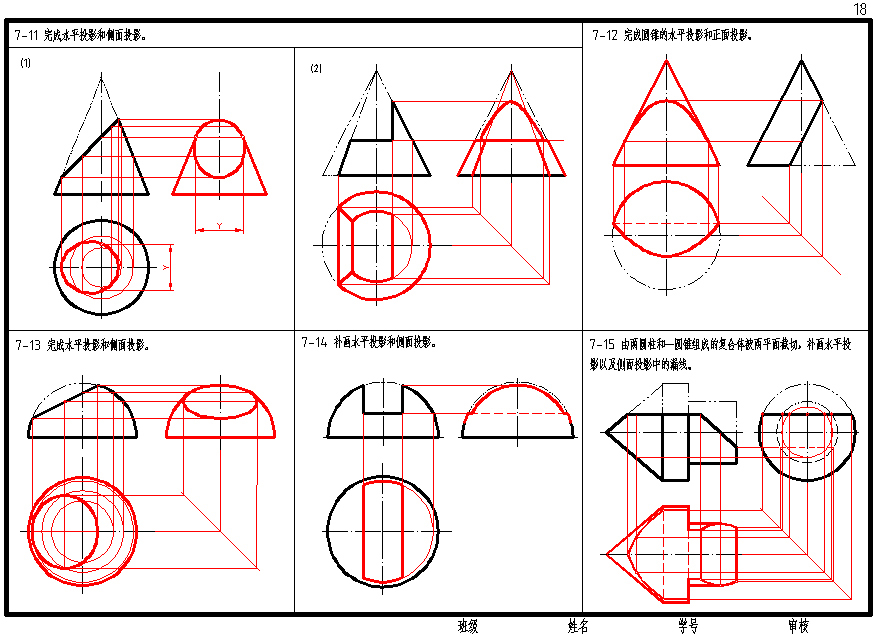 18
7-11 完成水平投影和侧面投影。
7-12 完成圆锥的水平投影和正面投影。
(1)
(2)
Y
Y
7-13 完成水平投影和侧面投影。
7-14 补画水平投影和侧面投影。
7-15 由两圆柱和一圆锥组成的复合体被两平面截切, 补画水平投
影以及侧面投影中的漏线。
班级 姓名 学号 审核